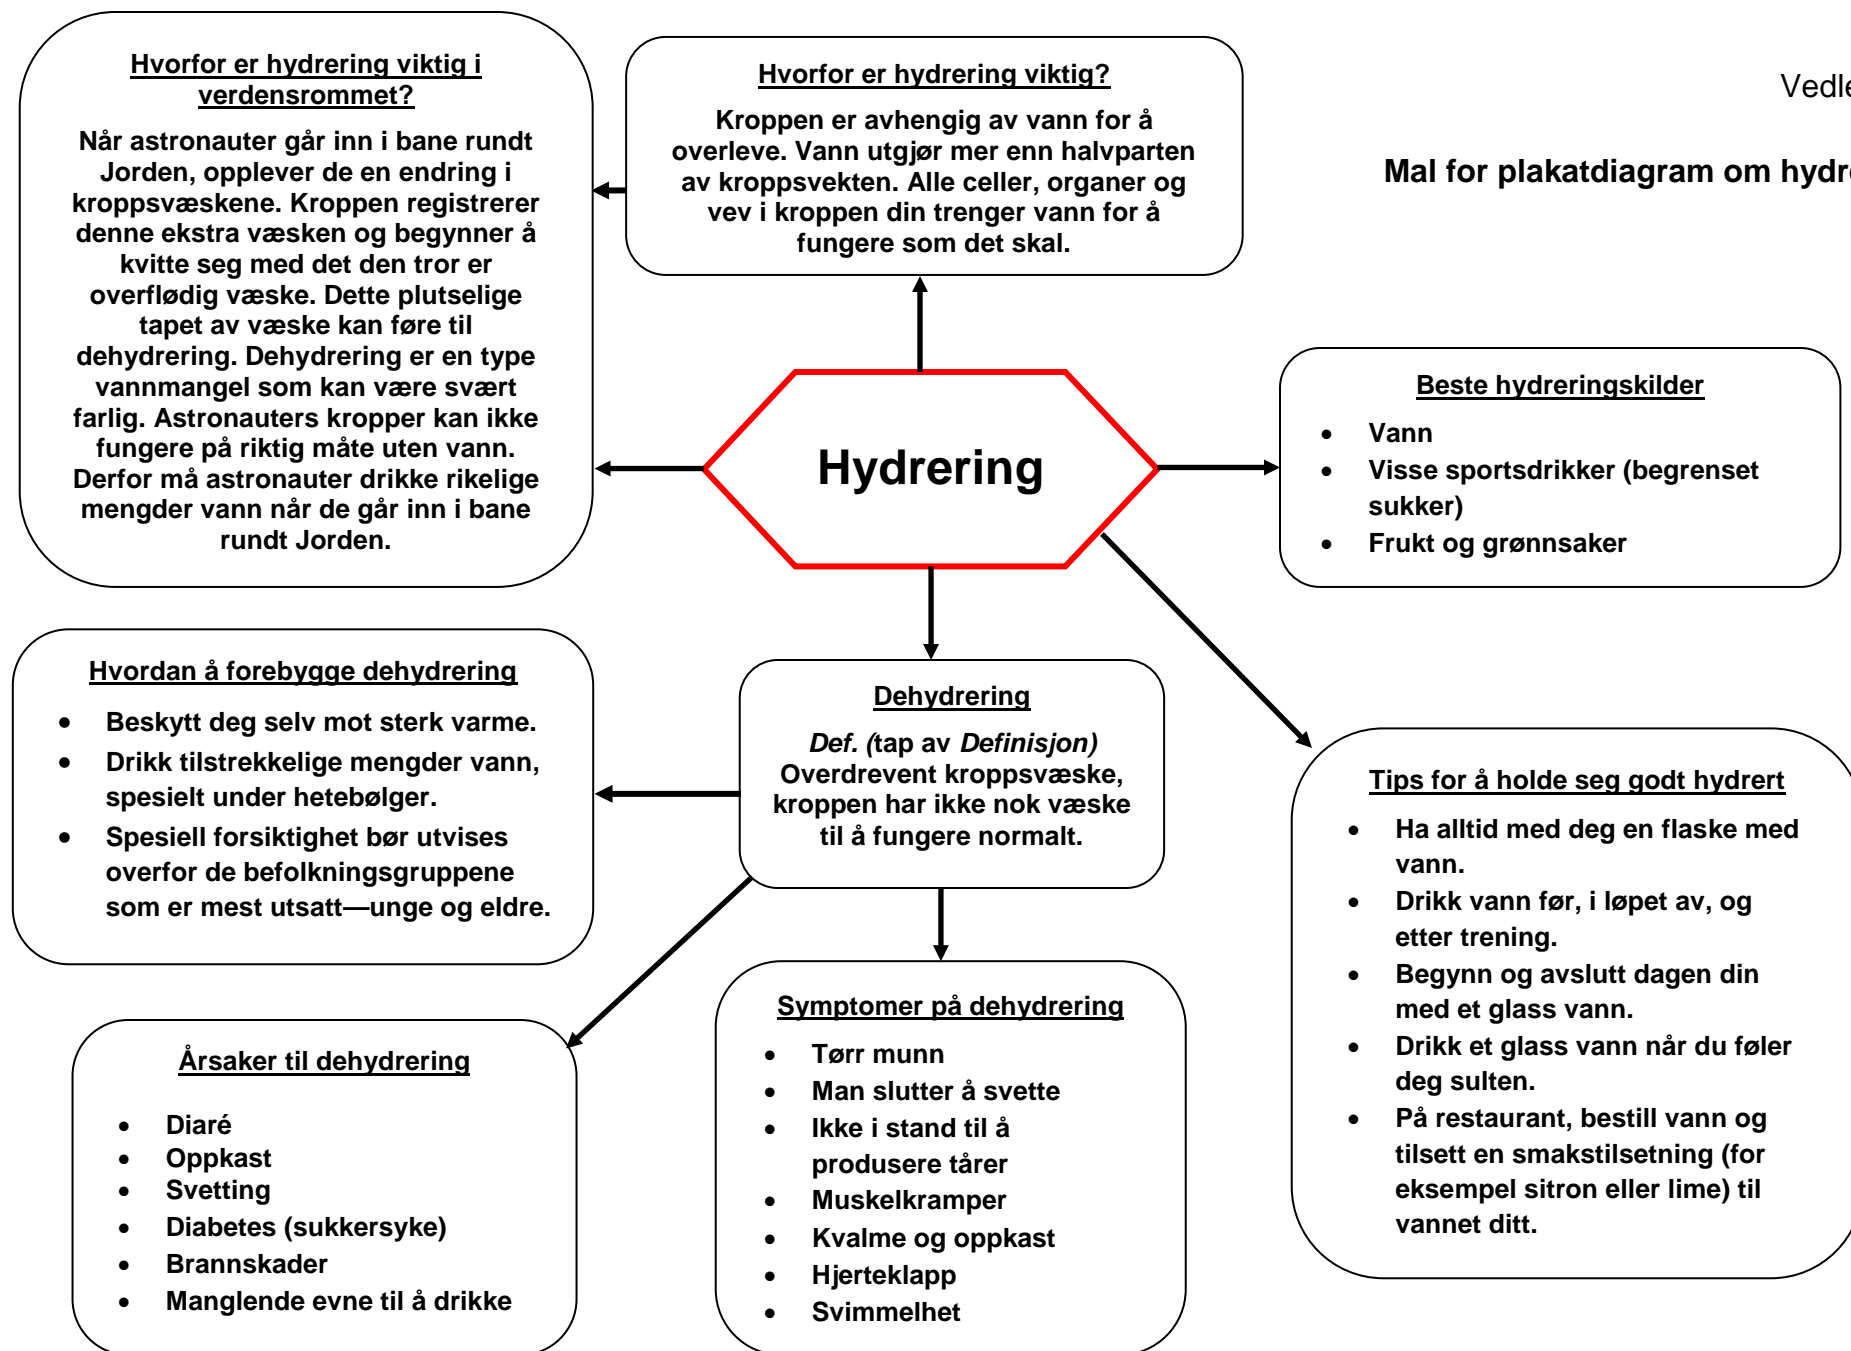 Vedle
Mal for plakatdiagram om hydr
Hvorfor er hydrering viktig i
verdensrommet?
Når astronauter går inn i bane rundt
Jorden, opplever de en endring i
kroppsvæskene. Kroppen registrerer
denne ekstra væsken og begynner å
kvitte seg med det den tror er
overflødig væske. Dette plutselige
tapet av væske kan føre til
dehydrering. Dehydrering er en type
vannmangel som kan være svært
farlig. Astronauters kropper kan ikke
fungere på riktig måte uten vann.
Derfor må astronauter drikke rikelige
mengder vann når de går inn i bane
rundt Jorden.
Hvorfor er hydrering viktig?
Kroppen er avhengig av vann for å
overleve. Vann utgjør mer enn halvparten
av kroppsvekten. Alle celler, organer og
vev i kroppen din trenger vann for å
fungere som det skal.
Hydrering
Beste hydreringskilder
• Vann
• Visse sportsdrikker (begrenset
sukker)
• Frukt og grønnsaker
Hvordan å forebygge dehydrering
• Beskytt deg selv mot sterk varme.
• Drikk tilstrekkelige mengder vann,
spesielt under hetebølger.
• Spesiell forsiktighet bør utvises
overfor de befolkningsgruppene
som er mest utsatt—unge og eldre.
Dehydrering
Def. (tap av Definisjon)
Overdrevent kroppsvæske,
kroppen har ikke nok væske
til å fungere normalt.
Tips for å holde seg godt hydrert
• Ha alltid med deg en flaske med
vann.
• Drikk vann før, i løpet av, og
etter trening.
• Begynn og avslutt dagen din
med et glass vann.
• Drikk et glass vann når du føler
deg sulten.
• På restaurant, bestill vann og
tilsett en smakstilsetning (for
eksempel sitron eller lime) til
vannet ditt.
Årsaker til dehydrering
• Diaré
• Oppkast
• Svetting
• Diabetes (sukkersyke)
• Brannskader
• Manglende evne til å drikke
Symptomer på dehydrering
• Tørr munn
• Man slutter å svette
• Ikke i stand til å
produsere tårer
• Muskelkramper
• Kvalme og oppkast
• Hjerteklapp
• Svimmelhet